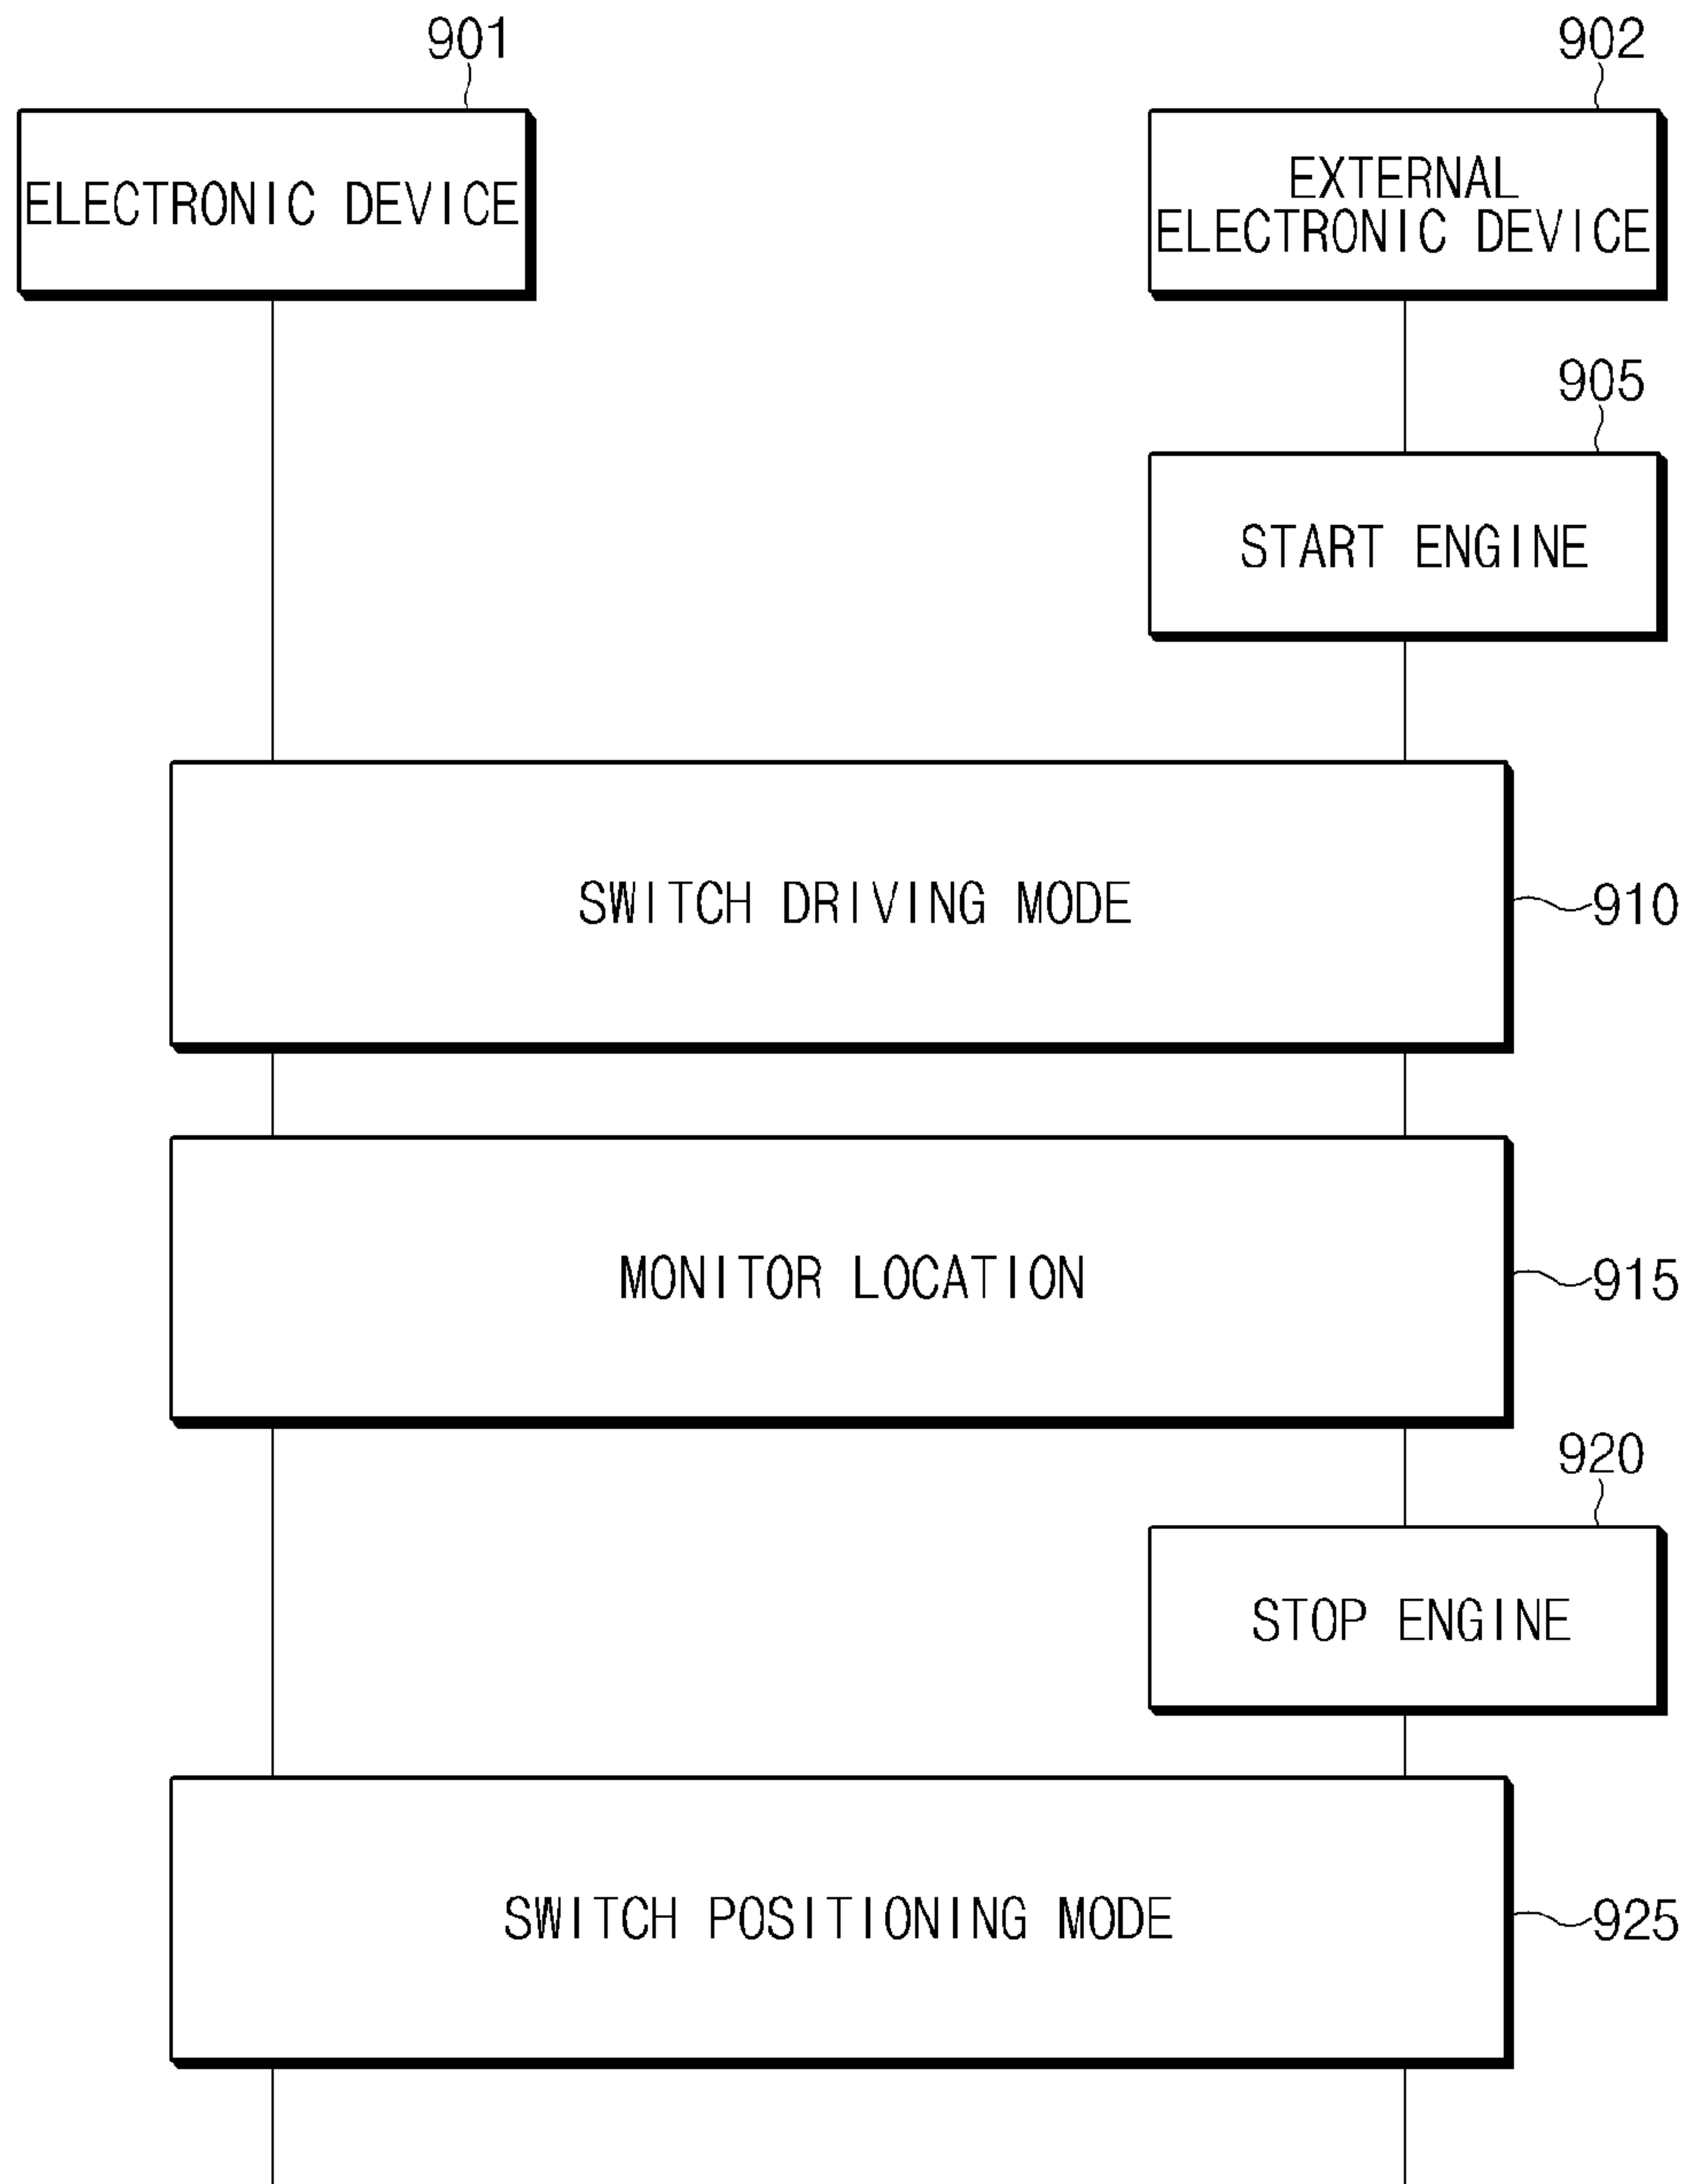 901
902
ELECTRONIC DEVICE
EXTERNAL
ELECTRONIC DEVICE
905
START ENGINE
SWITCH DRIVING MODE
910
MONITOR LOCATION
915
920
STOP ENGINE
SWITCH POSITIONING MODE
925